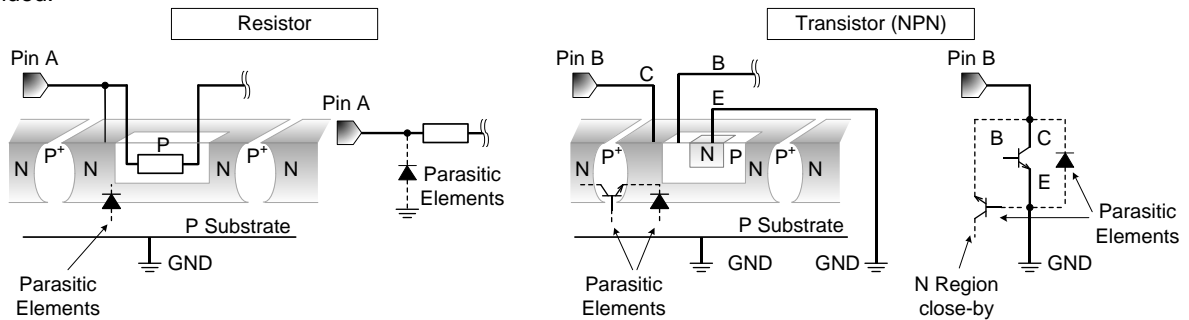 Resistor
Transistor (NPN)
Pin A
Pin A
P
N
P+
N
P+
N
N
Parasitic
Elements
P Substrate
GND
Parasitic
Elements
Pin B
C
B
E
N
P+
N
N
P
P+
N
N
P Substrate
GND
GND
Parasitic
Elements
Pin B
B
C
E
Parasitic
Elements
GND
N Region
close-by